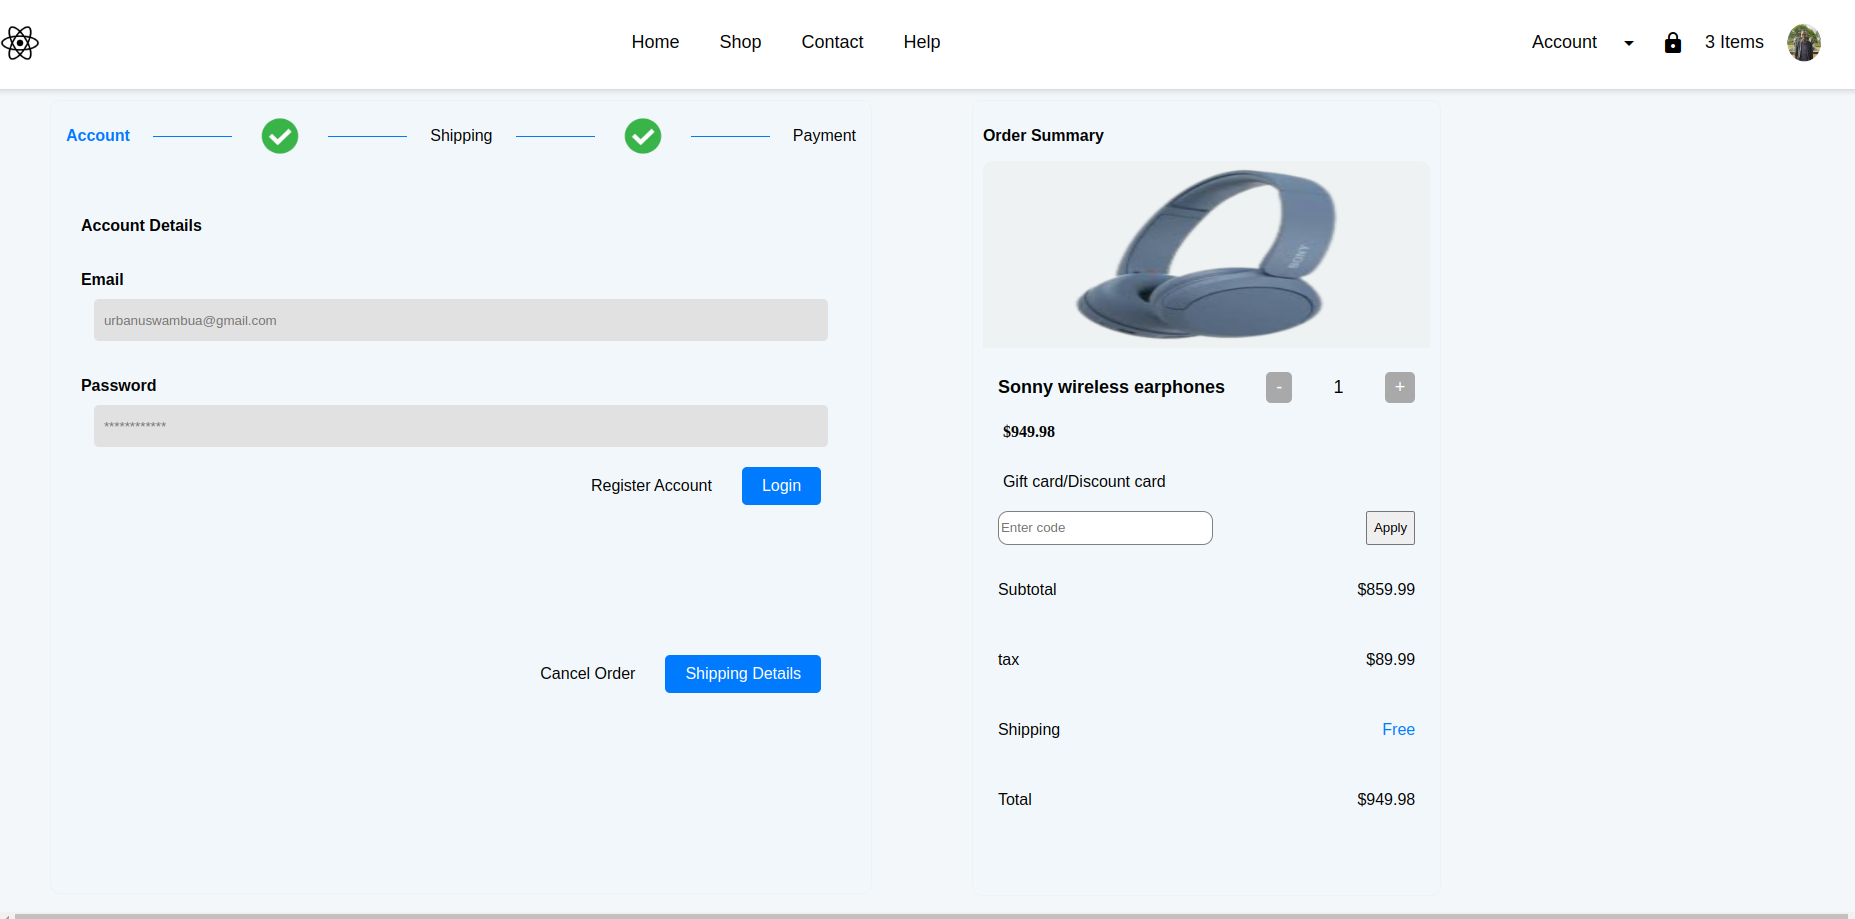 Home Shop Contact Help Account 3 Items
Account Shipping Payment
Account Details
Email
urbanuswambua@gmail.com
Password
************
Register Account Login
Cancel Order Shipping Details
Order Summary
SONY
Sonny wireless earphones - 1 +
$949.98
Gift card/Discount card
Enter code Apply
Subtotal $859.99
tax $89.99
Shipping Free
Total $949.98